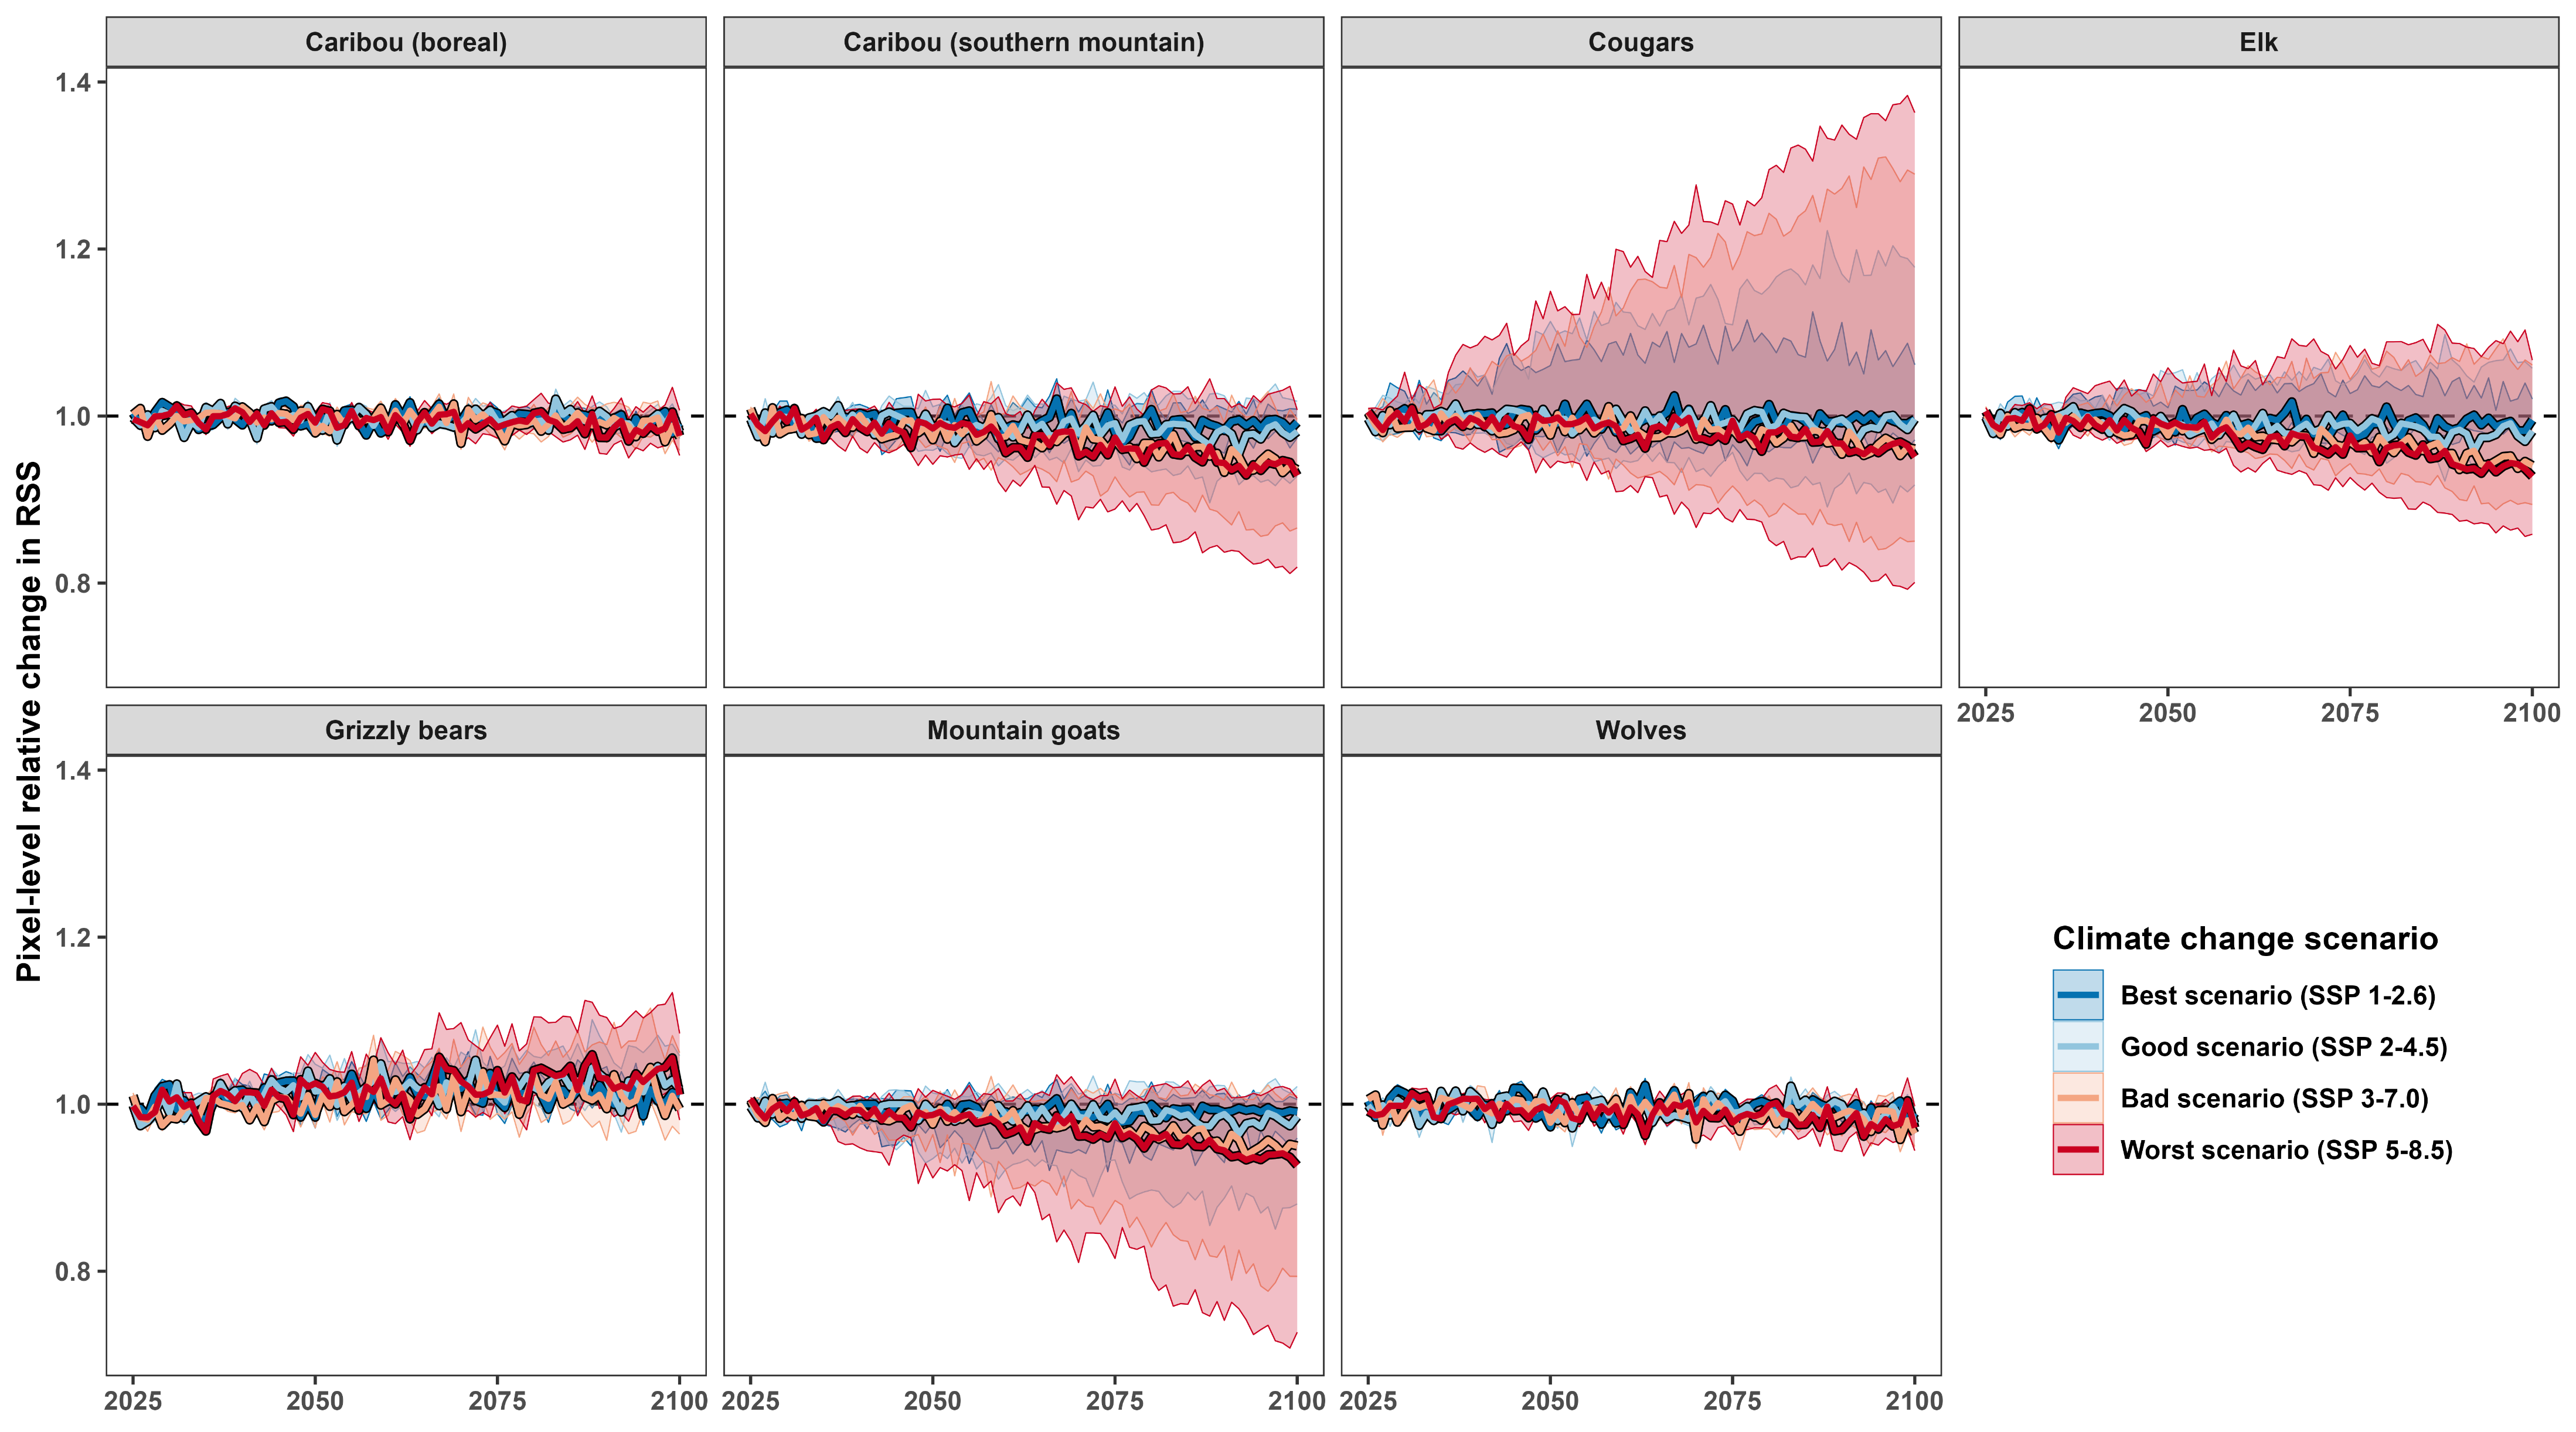 Caribou (boreal)
Caribou (southern mountain)
Cougars
Elk
1.4
1.2
1.0
0.8
2025 2050 2075 2100
Pixel-level relative change in RSS
Grizzly bears
Mountain goats
Wolves
1.4
1.2
1.0
0.8
2025 2050 2075 2100
2025 2050 2075 2100
2025 2050 2075 2100
Climate change scenario
Best scenario (SSP 1-2.6)
Good scenario (SSP 2-4.5)
Bad scenario (SSP 3-7.0)
Worst scenario (SSP 5-8.5)